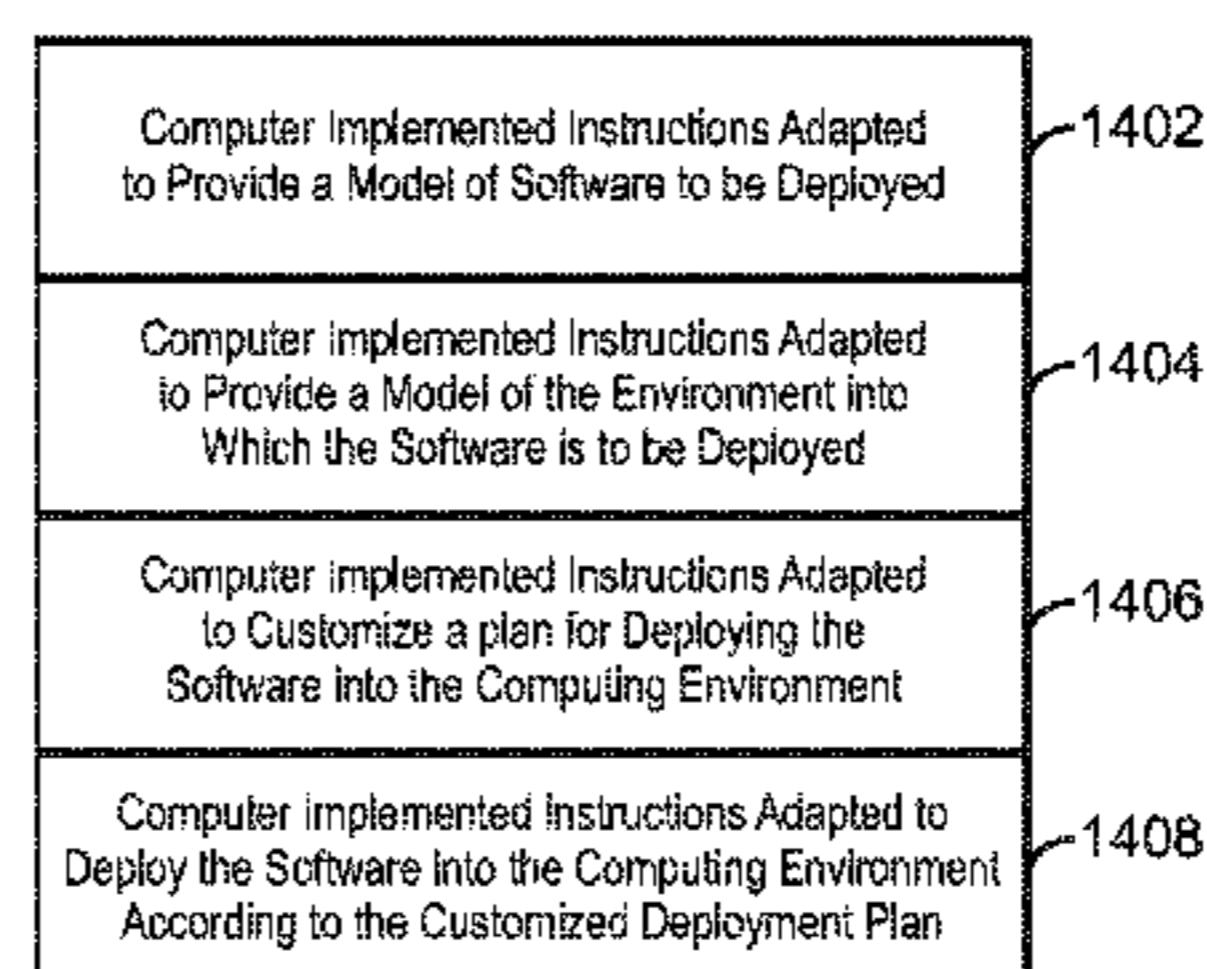 Computer Implemented Instructions Adapted
to Provide a Model of Software to be Deployed
1402
Computer implemented Instructions Adapted
to Provide a Model of the Environment into
Which the Software is to be Deployed
1404
Computer implemented Instructions Adapted
to Customize a plan for Deploying the
Software into the Computing Environment
1406
Computer implemented Instructions Adapted to
Deploy the Software Into the Computing Environment
According to the Customized Deployment Plan
1408